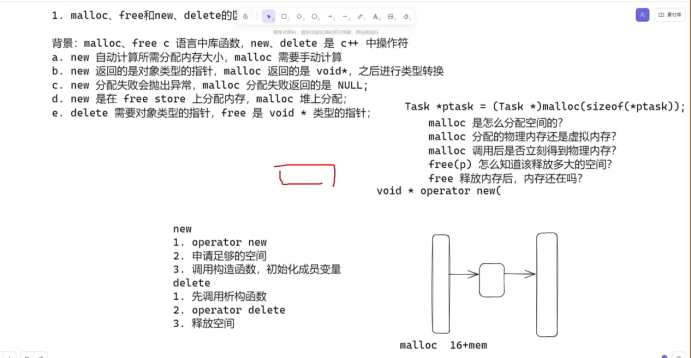 1. malloc、free和new、delete的
背景: malloc、free c 语言中库函数, new、delete 是 c++ 中操作符
a. new 自动计算所需分配内存大小, malloc 需要手动计算
b. new 返回的是对象类型的指针, malloc 返回的是 void*, 之后进行类型转换
c. new 分配失败会抛出异常, malloc 分配失败返回的是 NULL;
d. new 是在 free store 上分配内存, malloc 堆上分配;
e. delete 需要对象类型的指针, free 是 void * 类型的指针;
Task *ptask = (Task *)malloc(sizeof(*ptask));
malloc 是怎么分配空间的?
malloc 分配的物理内存还是虚拟内存?
malloc 调用后是否立刻得到物理内存?
free(p) 怎么知道该释放多大的空间?
free 释放内存后, 内存还在吗?
void * operator new(
new
1. operator new
2. 申请足够的空间
3. 调用构造函数, 初始化成员变量
delete
1. 先调用析构函数
2. operator delete
3. 释放空间
malloc 16+mem